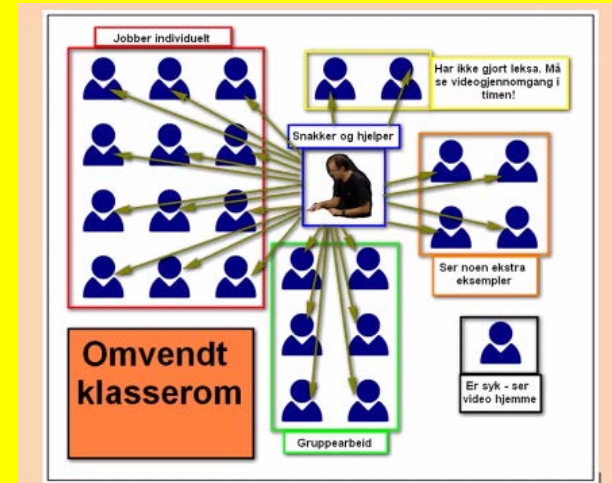 Jobber individuelt
Har ikke gjort leksa. Må
se videogjennomgang i
timen!
Snakker og hjelper
Ser noen ekstra
eksempler
Omvendt
klasserom
Er syk - ser
video hjemme
Gruppearbeid